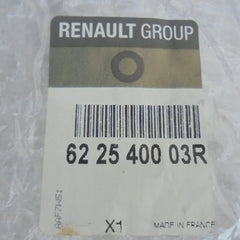 RENAULT GROUP
62 25 400 03R
X1
MADE IN FRANCE